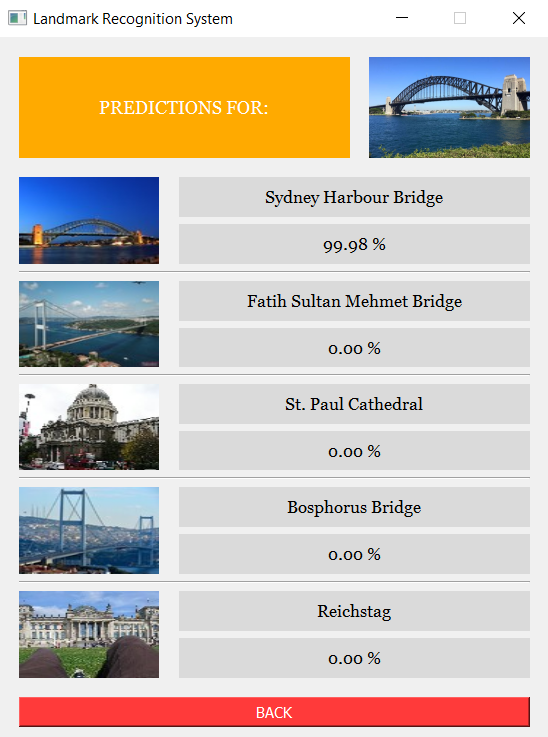 Landmark Recognition System
PREDICTIONS FOR:
Sydney Harbour Bridge
99.98 %
Fatih Sultan Mehmet Bridge
0.00 %
St. Paul Cathedral
0.00 %
Bosphorus Bridge
0.00 %
Reichstag
0.00 %
BACK